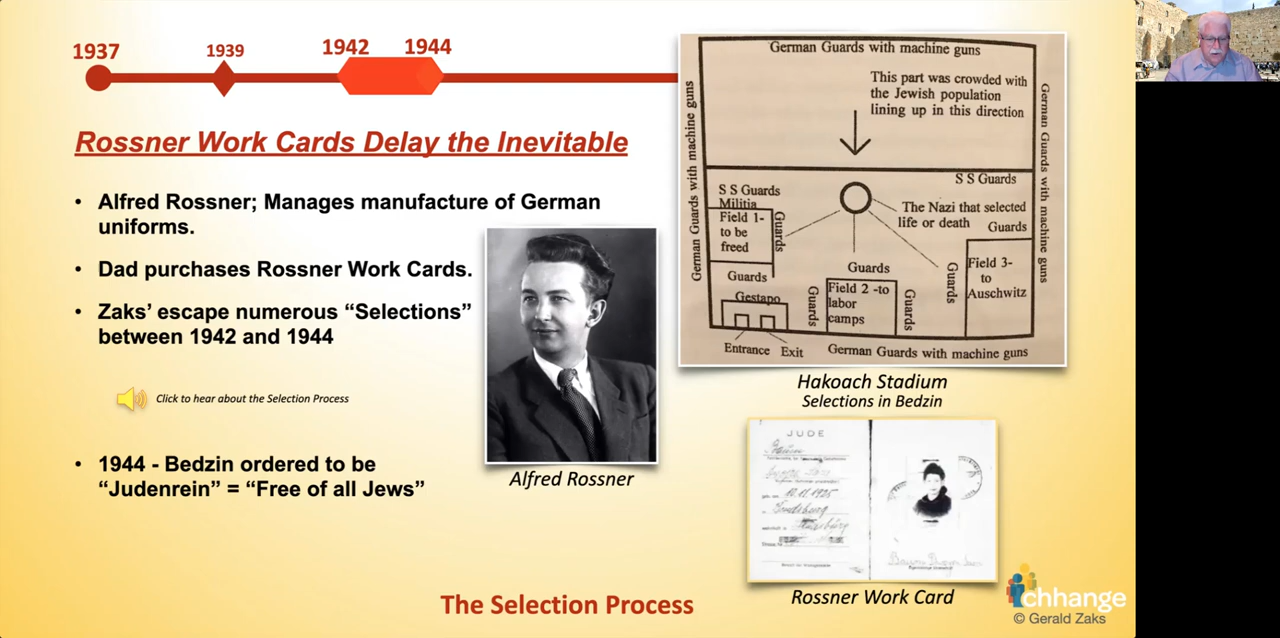 1937
1939
1942
1944
Rossner Work Cards Delay the Inevitable
• Alfred Rossner; Manages manufacture of German
uniforms.
• Dad purchases Rossner Work Cards.
• Zaks’ escape numerous “Selections”
between 1942 and 1944
Click to hear about the Selection Process
• 1944 - Bedzin ordered to be
“Judenrein” = “Free of all Jews”
Alfred Rossner
German Guards with machine guns
This part was crowded with
the Jewish population
lining up in this direction
German Guards with machine guns
German Guards with machine guns
S S Guards
Militia
Field 1-
to be
freed
Guards
Guards
S S Guards
The Nazi that selected
life or death
Guards
Gestapo
Entrance
Exit
Guards
Guards
Field 2 -to
labor
camps
Guards
Guards
Field 3-
to
Auschwitz
German Guards with machine guns
Hakoach Stadium
Selections in Bedzin
JUDE
10.11.1925
Rossner Work Card
The Selection Process
chhange
© Gerald Zaks